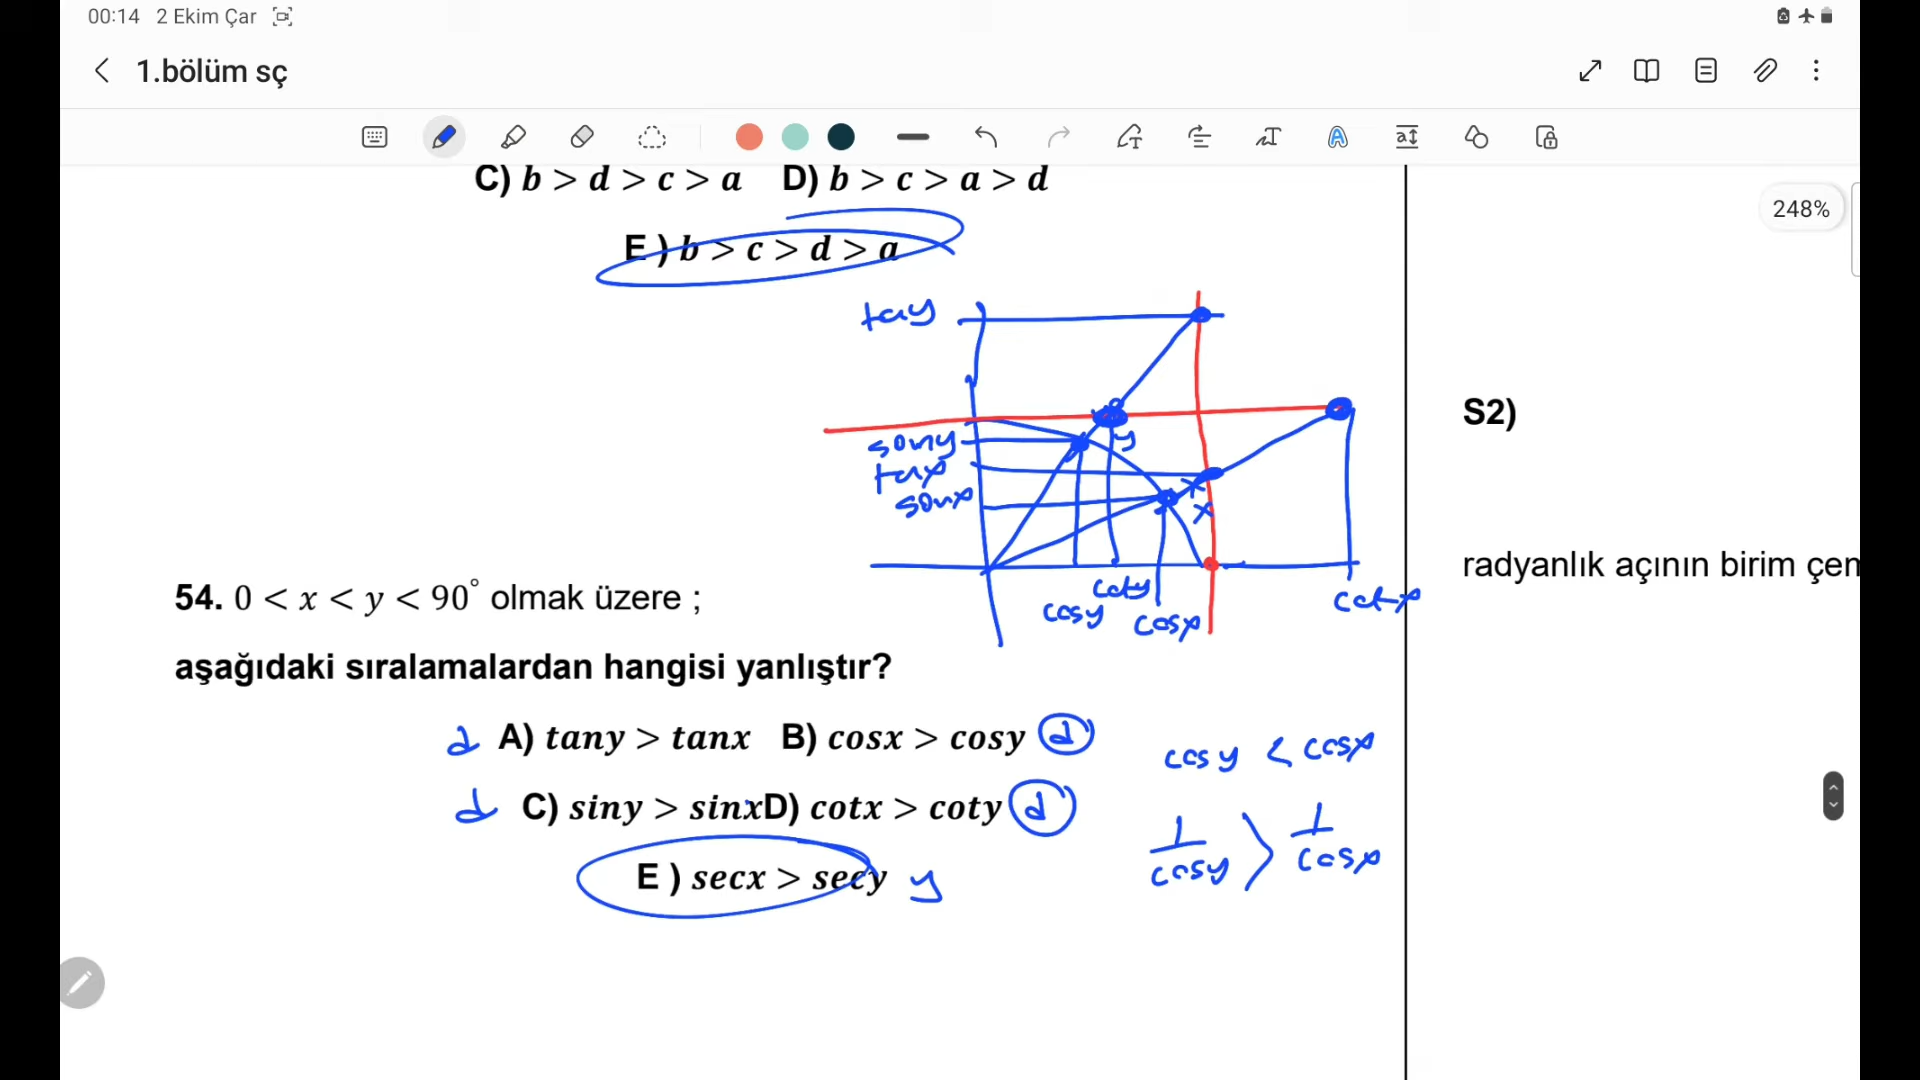 00:14 2 Ekim Çar
1.bölüm sç
248%
C) b > d > c > a D) b > c > a > d
E ) b > c > d > a
tany
siny
tanx
sinx
y
x
x
coty
cosy
cosx
cotx
54. 0 < x < y < 90° olmak üzere ;
aşağıdaki sıralamalardan hangisi yanlıştır?
d A) tany > tanx B) cosx > cosy d
d C) siny > sinxD) cotx > coty d
E ) secx > secy y
cosy < cosx
1/cosy > 1/cosx
S2)
radyanlık açının birim çem